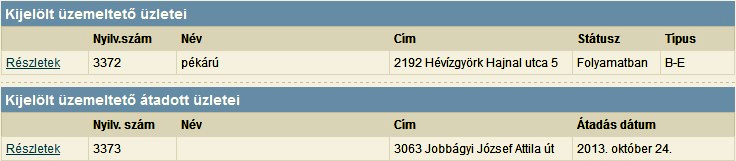 Kijelölt üzemeltető üzletei
Nyilv.szám Név Cím Státusz Típus
Részletek 3372 pékárú 2192 Hévízgyörk Hajnal utca 5 Folyamatban B-E
Kijelölt üzemeltető átadott üzletei
Nyilv. szám Név Cím Átadás dátum
Részletek 3373 3063 Jobbágyi József Attila út 2013. október 24.